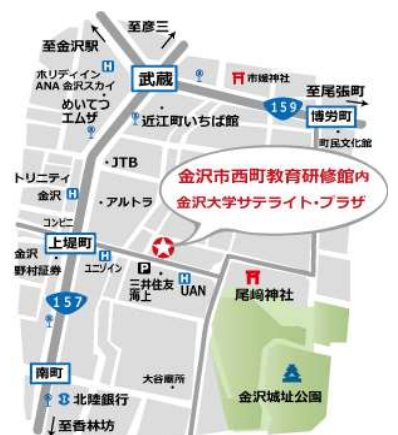 至彦三
至金沢駅
武蔵
H
ホリディイン
ANA 金沢スカイ
市媛神社
至尾張町
159
博労町
めいてつ
エムザ
近江町いちば館
町民文化館
・JTB
金沢市西町教育研修館内
金沢大学サテライト・プラザ
トリニティ
金沢 H
・アルトラ
コンビニ
上堤町
金沢
野村証券
H
ユニゾイン
P
三井住友
海上
H
UAN
尾﨑神社
157
南町
大谷廟所
金沢城址公園
北陸銀行
至香林坊